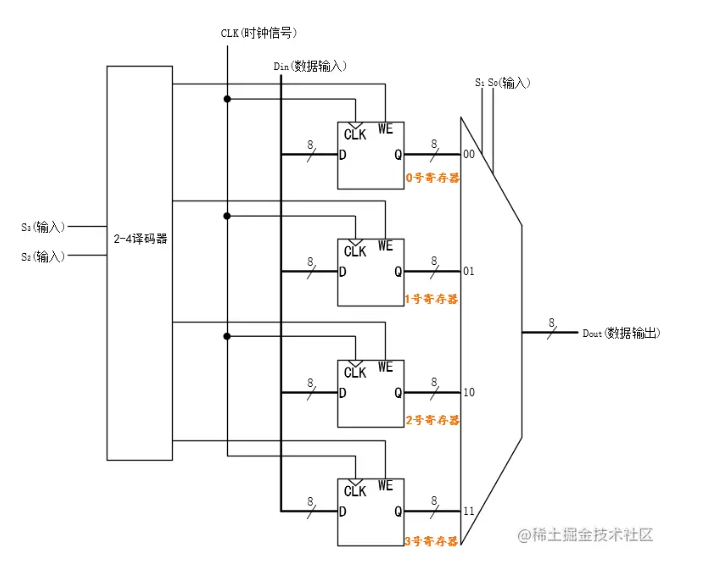 CLK(时钟信号)
Din(数据输入)
S1 S0(输入)
8
CLK
WE
D
Q
8
00
0号寄存器
S3(输入)
S2(输入)
2-4译码器
8
CLK
WE
D
Q
8
01
1号寄存器
8
Dout(数据输出)
8
CLK
WE
D
Q
8
10
2号寄存器
8
CLK
WE
D
Q
8
11
3号寄存器
@稀土掘金技术社区